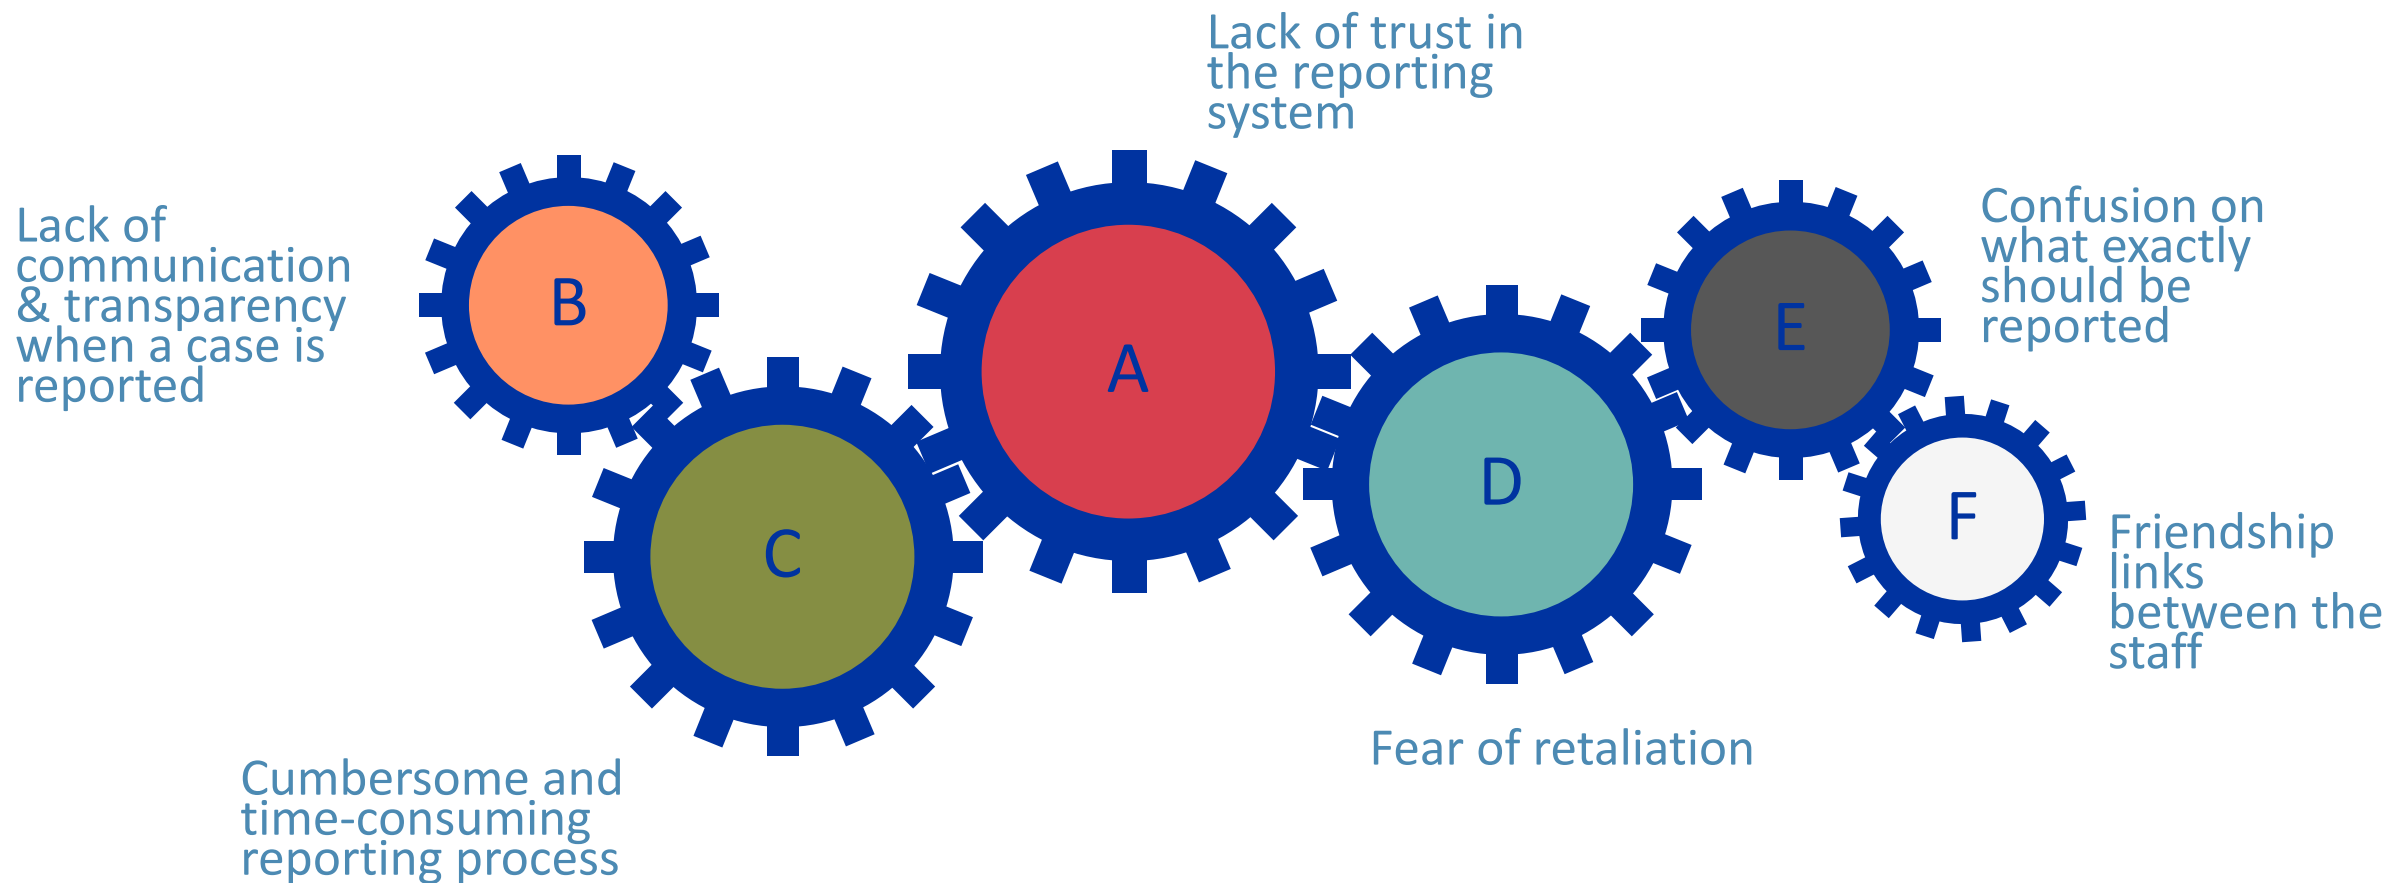 Lack of trust in
the reporting
system
Lack of
communication
& transparency
when a case is
reported
B
A
E
Confusion on
what exactly
should be
reported
C
D
F
Friendship
links
between the
staff
Fear of retaliation
Cumbersome and
time-consuming
reporting process